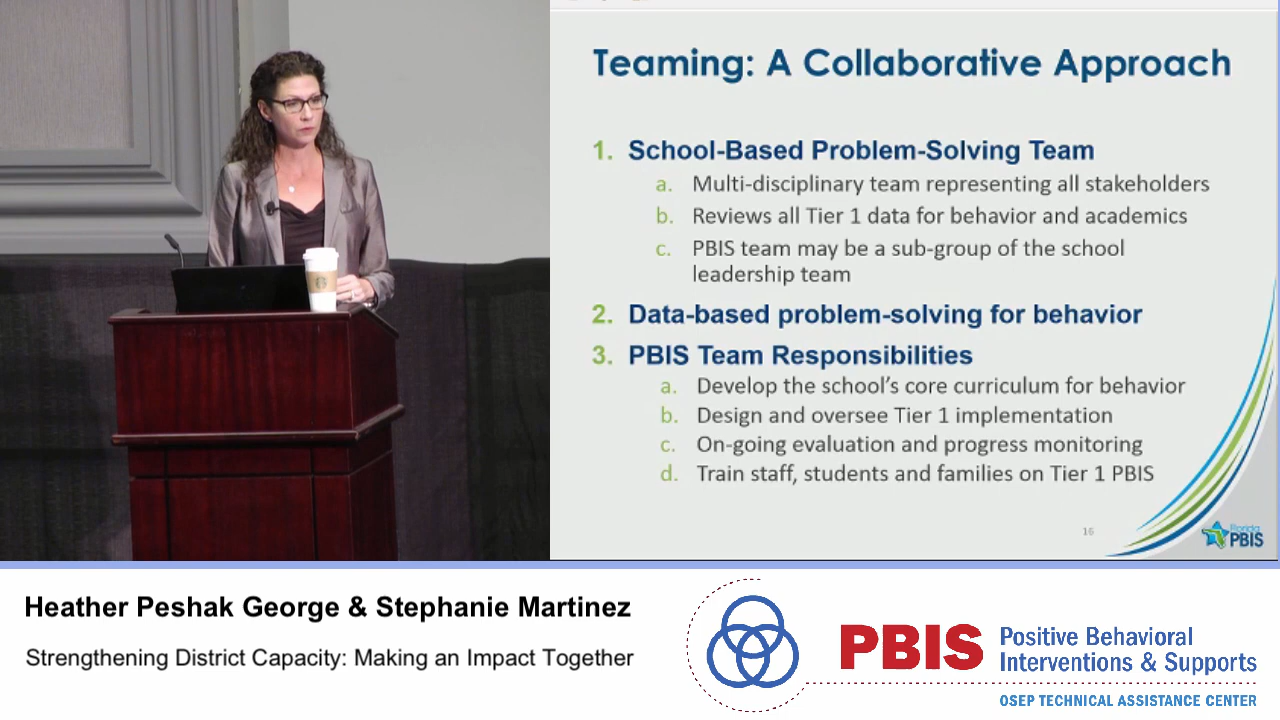 Teaming: A Collaborative Approach
1. School-Based Problem-Solving Team
a. Multi-disciplinary team representing all stakeholders
b. Reviews all Tier 1 data for behavior and academics
c. PBIS team may be a sub-group of the school
leadership team
2. Data-based problem-solving for behavior
3. PBIS Team Responsibilities
a. Develop the school's core curriculum for behavior
b. Design and oversee Tier 1 implementation
c. On-going evaluation and progress monitoring
d. Train staff, students and families on Tier 1 PBIS
16
Florida
PBIS
Heather Peshak George & Stephanie Martinez
Strengthening District Capacity: Making an Impact Together
PBIS
Positive Behavioral
Interventions & Supports
OSEP TECHNICAL ASSISTANCE CENTER